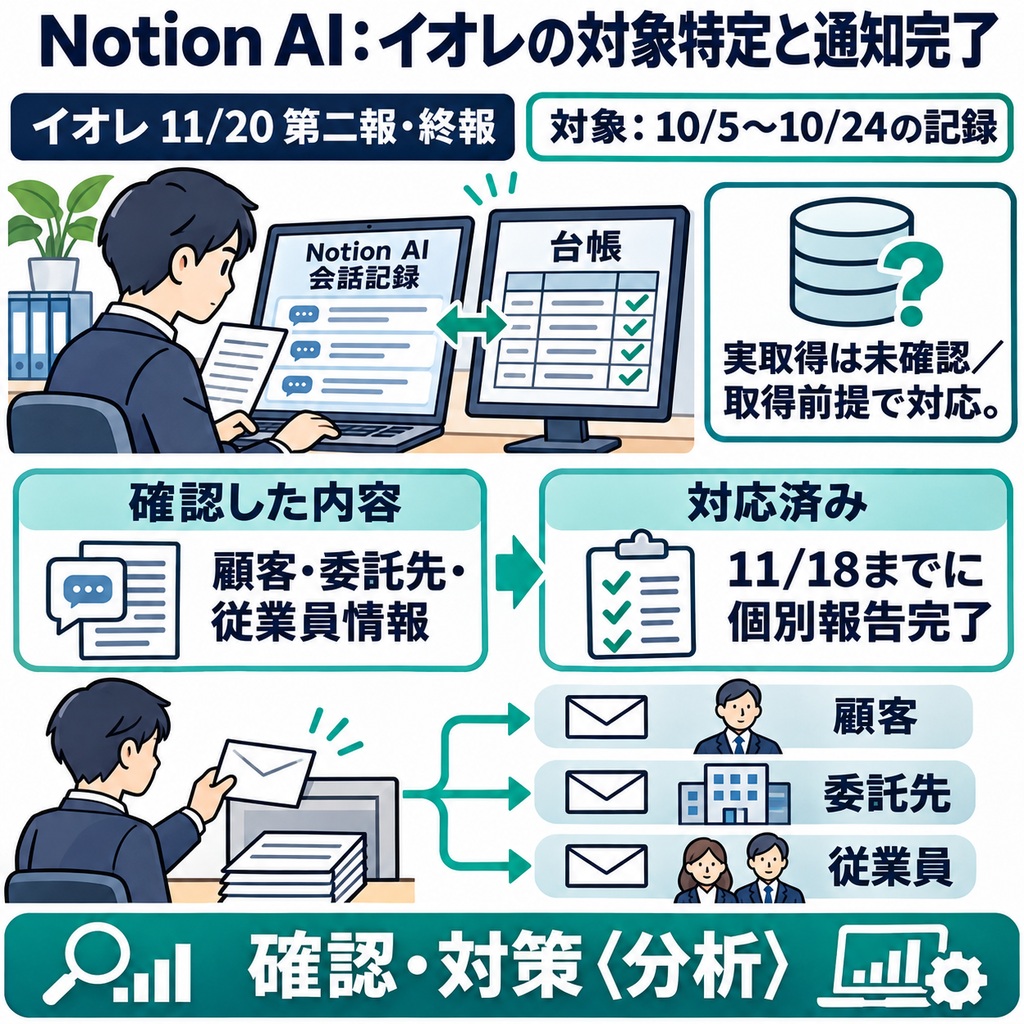 Notion AI：イオレの対象特定と通知完了
イオレ 11/20 第二報・終報
対象：10/5～10/24の記録
Notion AI
会話記録
台帳
?
実取得は未確認／
取得前提で対応。
確認した内容
顧客・委託先・
従業員情報
対応済み
11/18までに
個別報告完了
顧客
委託先
従業員
確認・対策〈分析〉